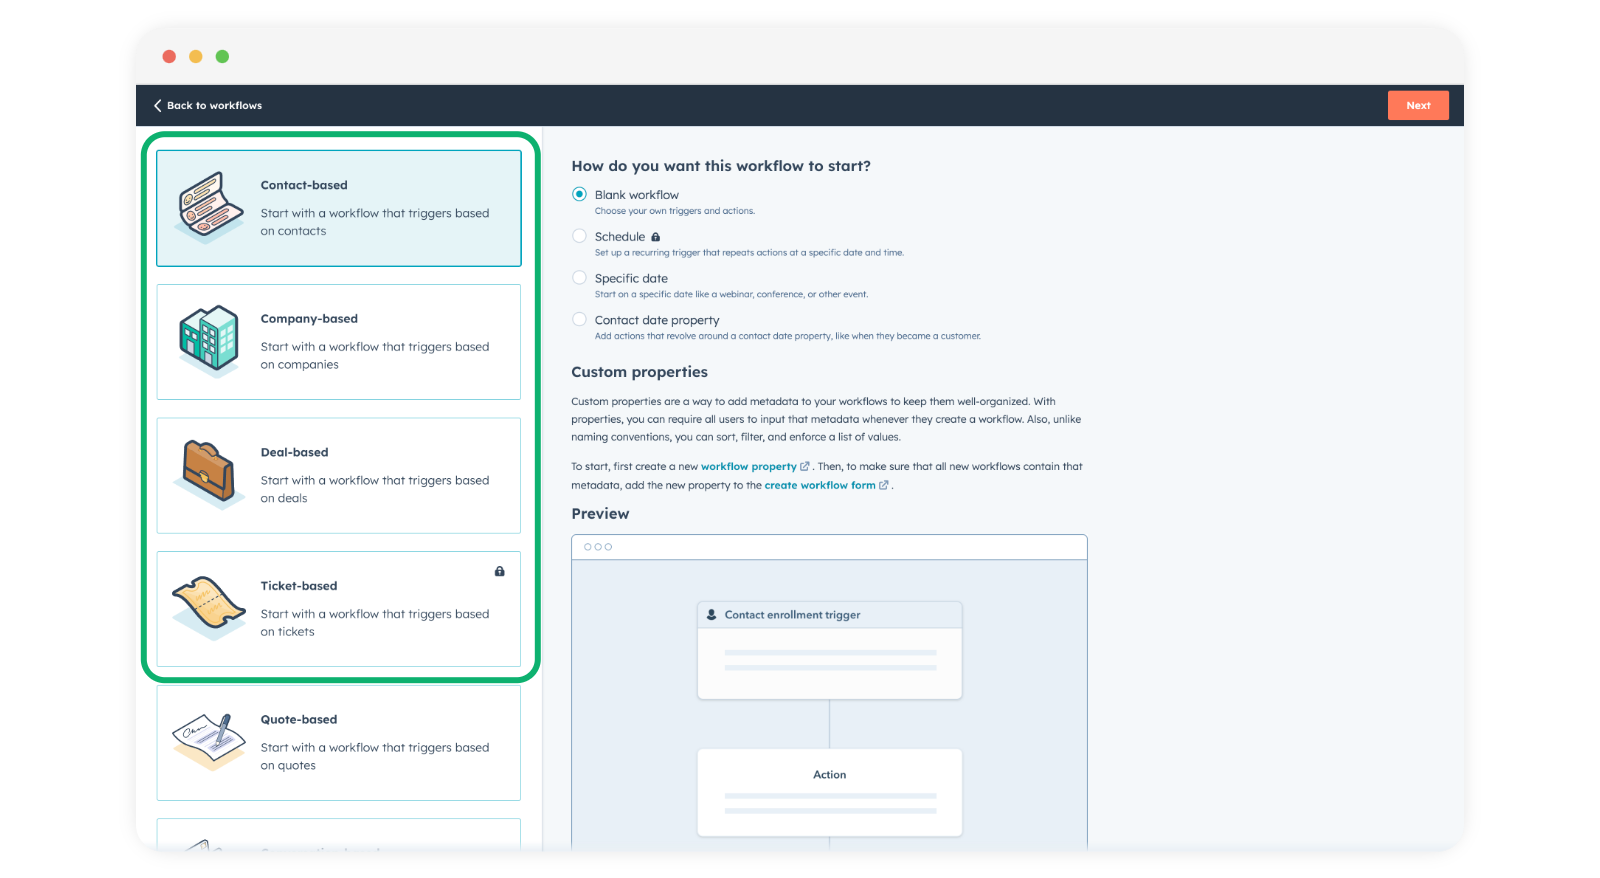 Back to workflows
Next
Contact-based
Start with a workflow that triggers based
on contacts
Company-based
Start with a workflow that triggers based
on companies
Deal-based
Start with a workflow that triggers based
on deals
Ticket-based
Start with a workflow that triggers based
on tickets
Quote-based
Start with a workflow that triggers based
on quotes
How do you want this workflow to start?
Blank workflow
Choose your own triggers and actions.
Schedule
Set up a recurring trigger that repeats actions at a specific date and time.
Specific date
Start on a specific date like a webinar, conference, or other event.
Contact date property
Add actions that revolve around a contact date property, like when they become a customer.
Custom properties
Custom properties are a way to add metadata to your workflows to keep them well-organized. With
properties, you can require all users to input that metadata whenever they create a workflow. Also, unlike
naming conventions, you can sort, filter, and enforce a list of values.
To start, first create a new workflow property . Then, to make sure that all new workflows contain that
metadata, add the new property to the create workflow form .
Preview
Contact enrollment trigger
Action